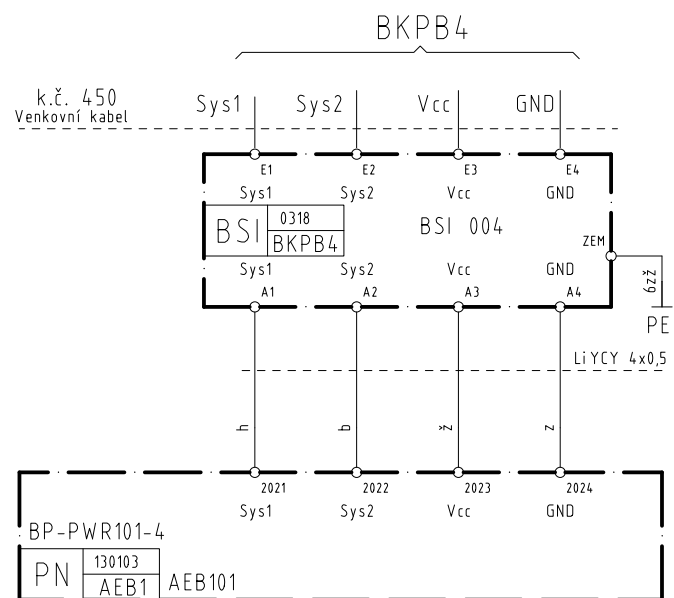 BKPB4
k.č. 450
Venkovní kabel
Sys1 Sys2 Vcc GND
E1 E2 E3 E4
Sys1 Sys2 Vcc GND
BSI 0318 BKPB4
BSI 004
ZEM
Sys1 Sys2 Vcc GND
A1 A2 A3 A4
6zž
PE
LiYCY 4x0,5
h b ž z
2021 2022 2023 2024
Sys1 Sys2 Vcc GND
BP-PWR101-4
PN 130103 AEB1 AEB101